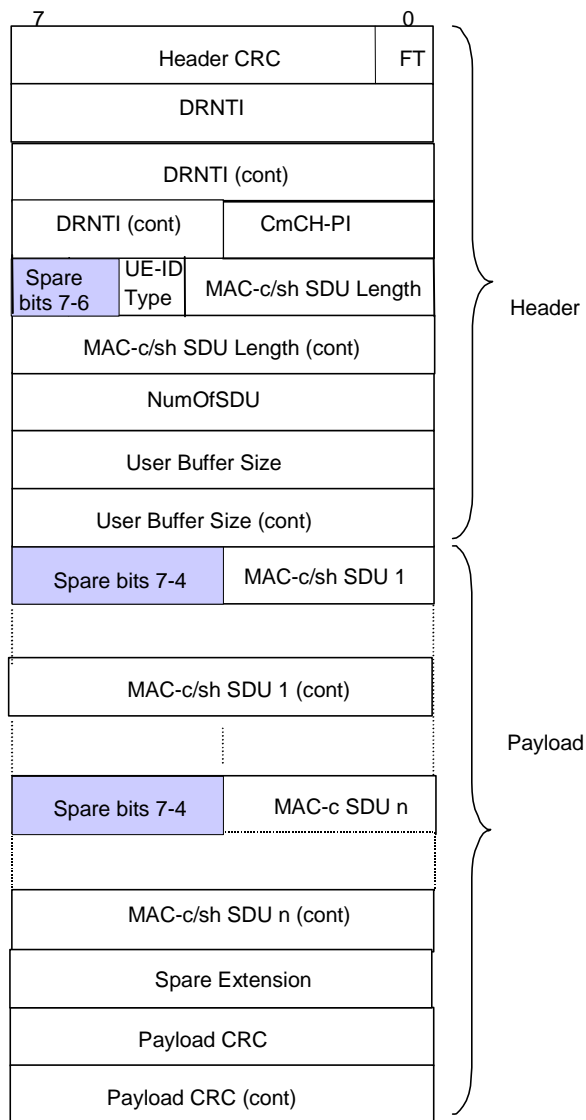 7 0
Header CRC FT
DRNTI
DRNTI (cont)
DRNTI (cont) CmCH-PI
Spare bits 7-6 UE-ID Type MAC-c/sh SDU Length
MAC-c/sh SDU Length (cont)
NumOfSDU
User Buffer Size
User Buffer Size (cont)
Header
Spare bits 7-4 MAC-c/sh SDU 1
MAC-c/sh SDU 1 (cont)
Payload
Spare bits 7-4 MAC-c SDU n
MAC-c/sh SDU n (cont)
Spare Extension
Payload CRC
Payload CRC (cont)